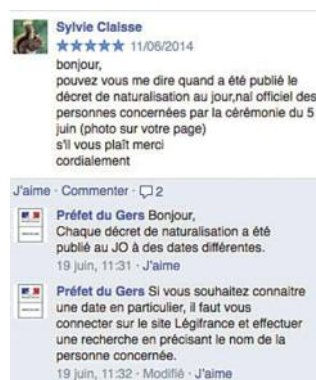 Sylvie Claisse
★★★★★ 11/06/2014
bonjour,
pouvez vous me dire quand a été publié le
décret de naturalisation au jour,nal officiel des
personnes concernées par la cérémonie du 5
juin (photo sur votre page)
s'il vous plaît merci
cordialement
J'aime · Commenter · 2
Préfet du Gers Bonjour,
Chaque décret de naturalisation a été
publié au JO à des dates différentes.
19 juin, 11:31 · J'aime
Préfet du Gers Si vous souhaitez connaitre
une date en particulier, il faut vous
connecter sur le site Légifrance et effectuer
une recherche en précisant le nom de la
personne concernée.
19 juin, 11:32 · Modifié · J'aime